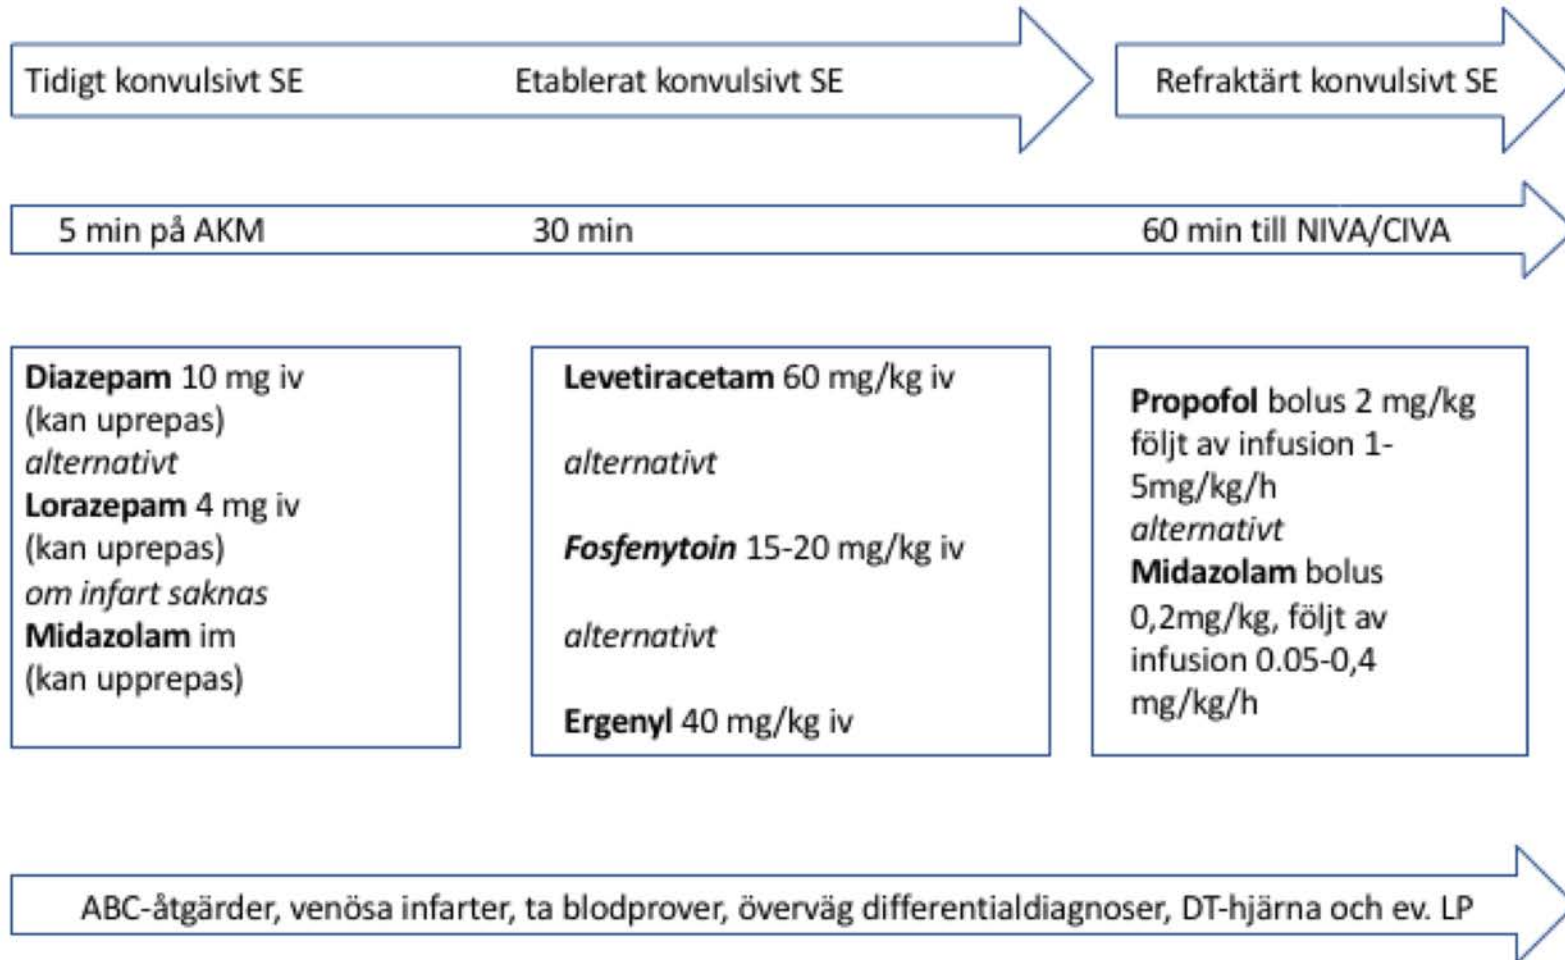 Tidigt konvulsivt SE
Etablerat konvulsivt SE
Refraktärt konvulsivt SE
5 min på AKM
30 min
60 min till NIVA/CIVA
Diazepam 10 mg iv
(kan uprepas)
alternativt
Lorazepam 4 mg iv
(kan uprepas)
om infart saknas
Midazolam im
(kan upprepas)
Levetiracetam 60 mg/kg iv
alternativt
Fosfenytoin 15-20 mg/kg iv
alternativt
Ergenyl 40 mg/kg iv
Propofol bolus 2 mg/kg
följt av infusion 1-
5mg/kg/h
alternativt
Midazolam bolus
0,2mg/kg, följt av
infusion 0.05-0,4
mg/kg/h
ABC-åtgärder, venösa infarter, ta blodprover, överväg differentialdiagnoser, DT-hjärna och ev. LP